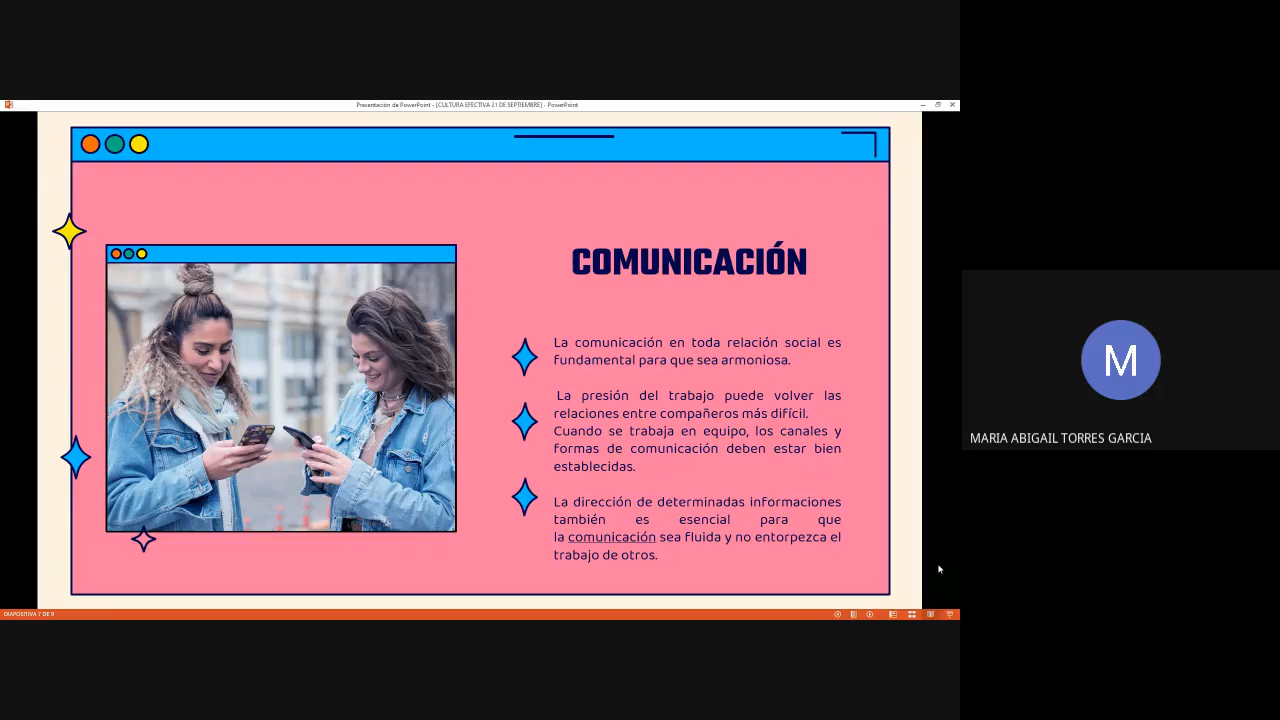 Presentación de PowerPoint - [CULTURA EFECTIVA 21 DE SEPTIEMBRE] - PowerPoint
COMUNICACIÓN
La comunicación en toda relación social es
fundamental para que sea armoniosa.
La presión del trabajo puede volver las
relaciones entre compañeros más difícil.
Cuando se trabaja en equipo, los canales y
formas de comunicación deben estar bien
establecidas.
La dirección de determinadas informaciones
también es esencial para que
la comunicación sea fluida y no entorpezca el
trabajo de otros.
M
MARIA ABIGAIL TORRES GARCIA
DIAPOSITIVA 7 DE 9